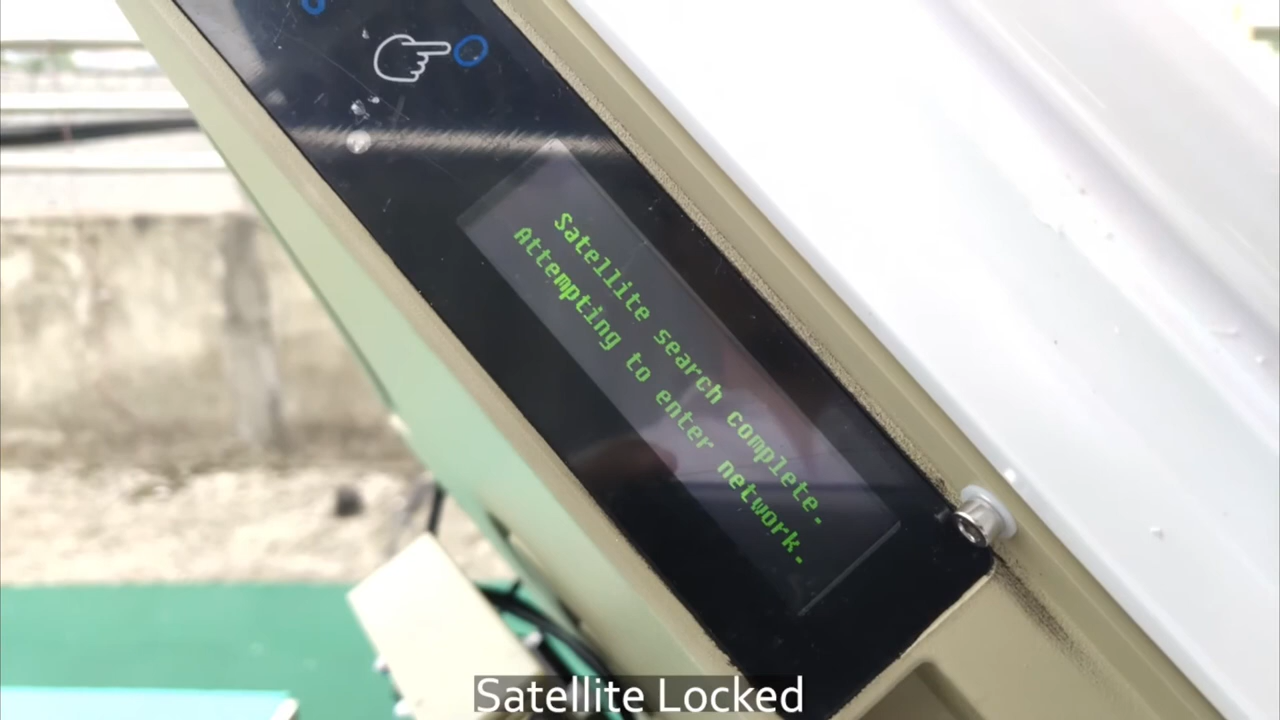 Satellite search complete.
Attempting to enter network.
Satellite Locked